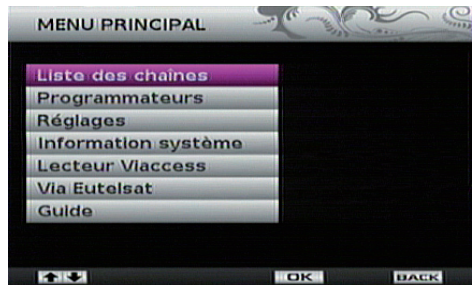 MENU PRINCIPAL
Liste des chaînes
Programmateurs
Réglages
Information système
Lecteur Viaccess
Via Eutelsat
Guide
OK BACK